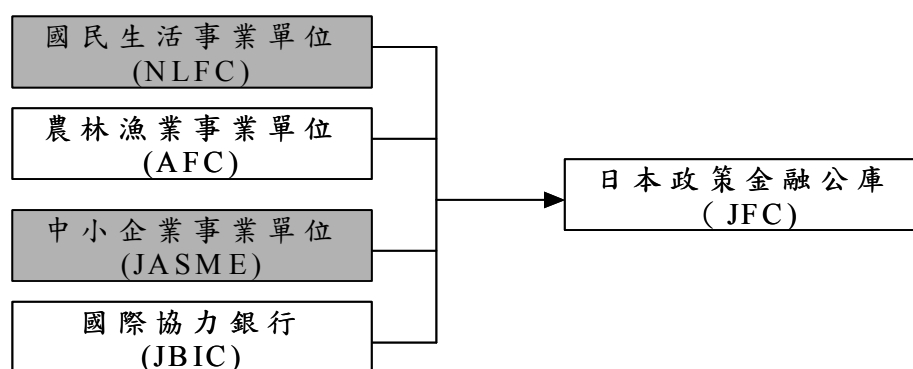 國民生活事業單位
(NLFC)
農林漁業事業單位
(AFC)
中小企業事業單位
(JASME)
國際協力銀行
(JBIC)
日本政策金融公庫
( JFC)